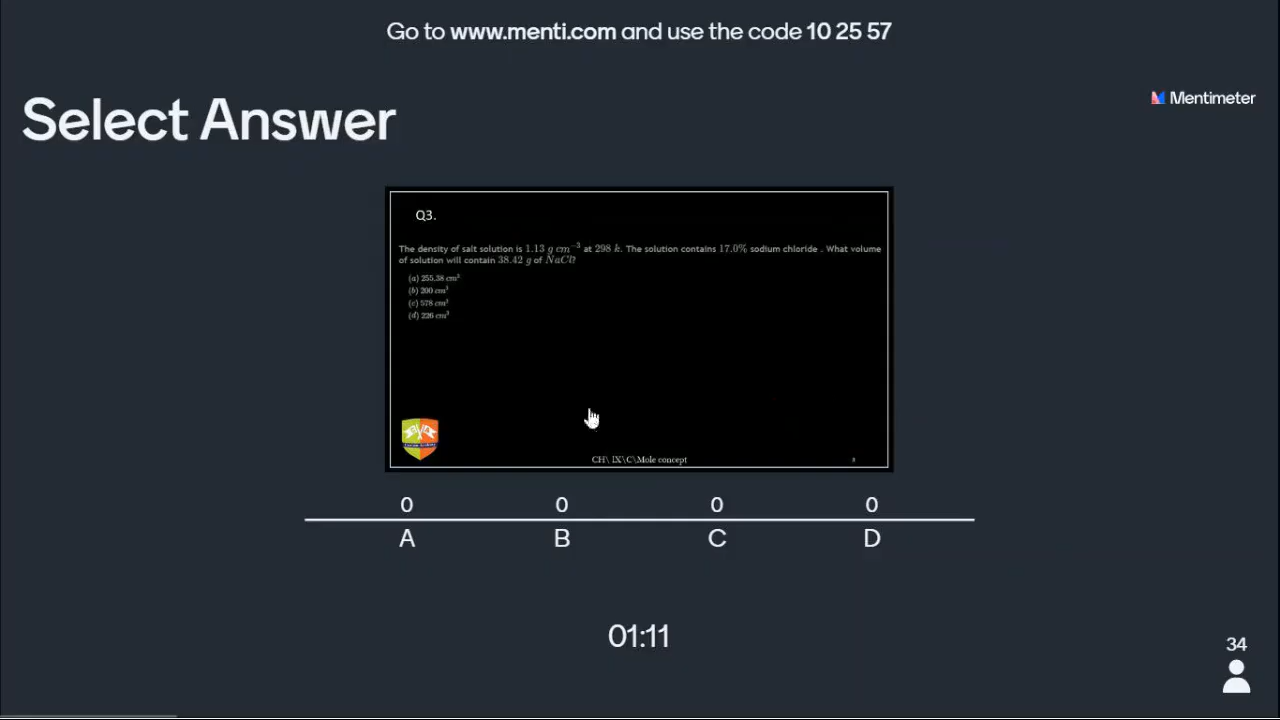 Go to www.menti.com and use the code 10 25 57
Select Answer
Mentimeter
Q3.
The density of salt solution is 1.13 g cm⁻³ at 298 k. The solution contains 17.0% sodium chloride . What volume
of solution will contain 38.42 g of NaCl?
(a) 255.38 cm³
(b) 200 cm³
(c) 578 cm³
(d) 226 cm³
CH\ IX\C\Mole concept
0 0 0 0
A B C D
01:11
34